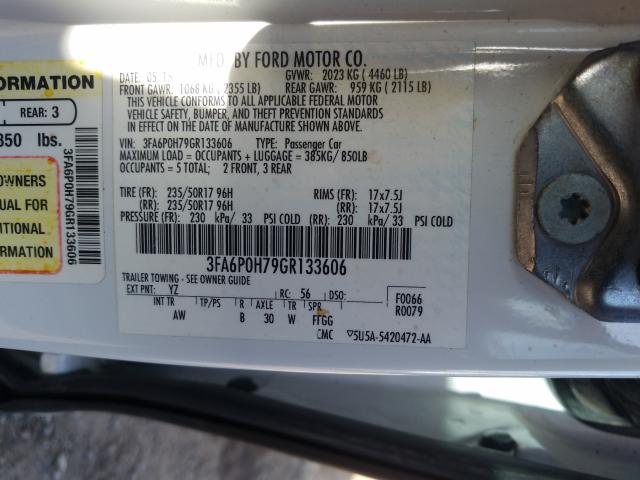 MFD. BY FORD MOTOR CO.
DATE: 05/15 GVWR: 2023 KG ( 4460 LB)
FRONT GAWR: 1068 KG ( 2355 LB) REAR GAWR: 959 KG ( 2115 LB)
THIS VEHICLE CONFORMS TO ALL APPLICABLE FEDERAL MOTOR
VEHICLE SAFETY, BUMPER, AND THEFT PREVENTION STANDARDS
IN EFFECT ON THE DATE OF MANUFACTURE SHOWN ABOVE.
VIN: 3FA6P0H79GR133606 TYPE: Passenger Car
MAXIMUM LOAD = OCCUPANTS + LUGGAGE = 385KG / 850LB
OCCUPANTS = 5 TOTAL; 2 FRONT, 3 REAR
TIRE (FR): 235/50R17 96H RIMS (FR): 17x7.5J
(RR): 235/50R17 96H (RR): 17x7.5J
PRESSURE (FR): 230 kPa/ 33 PSI COLD (RR): 230 kPa/ 33 PSI COLD
3FA6P0H79GR133606
TRAILER TOWING - SEE OWNER GUIDE
EXT PNT: YZ RC: 56 DSO: F0066
INT TR TP/PS R AXLE TR SPR R0079
AW B 30 W FFGG
CMC 5U5A-5420472-AA
FORMATION
REAR: 3
850 lbs.
OWNERS
UAL FOR
DITIONAL
ORMATION
3FA6P0H79GR133606